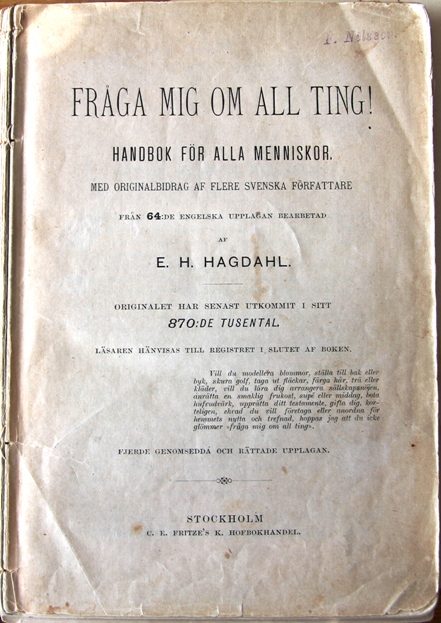 FRÅGA MIG OM ALL TING!
HANDBOK FÖR ALLA MENNISKOR.
MED ORIGINALBIDRAG AF FLERE SVENSKA FÖRFATTARE
FRÅN 64:DE ENGELSKA UPPLAGAN BEARBETAD
AF
E. H. HAGDAHL.
ORIGINALET HAR SENAST UTKOMMIT I SITT
870:DE TUSENTAL.
LÄSAREN HÄNVISAS TILL REGISTRET I SLUTET AF BOKEN.
Vill du modellera blommor, ställa till bak eller
byk, skura golf, taga ut fläckar, färga hår, trä eller
kläder, vill du lära dig arrangera sällskapsnöjen,
inrätta en smaklig frukost, supé eller middag, bota
hufvudvärk, upprätta ditt testamente, gifta dig, kor-
teligen, ehvad du vill företaga eller anordna för
hemmets nytta och trefnad, hoppas jag att du icke
glömmer »fråga mig om all ting».
FJERDE GENOMSEDDA OCH RÄTTADE UPPLAGAN.
STOCKHOLM
C. E. FRITZE'S K. HOFBOKHANDEL.